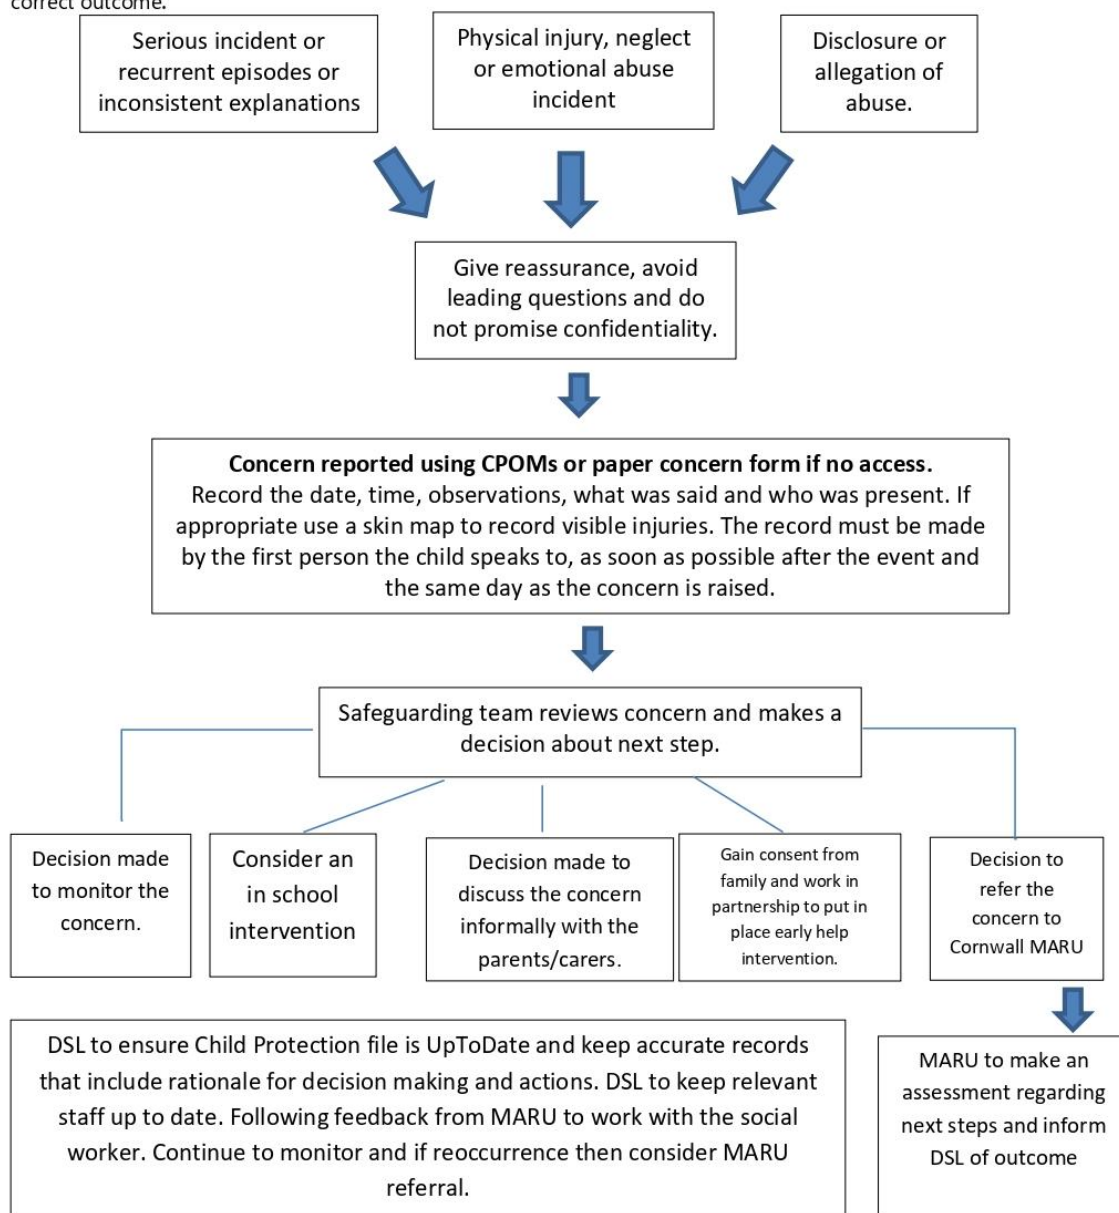 correct outcome.
Serious incident or
recurrent episodes or
inconsistent explanations
Physical injury, neglect
or emotional abuse
incident
Disclosure or
allegation of
abuse.
Give reassurance, avoid
leading questions and do
not promise confidentiality.
Concern reported using CPOMs or paper concern form if no access.
Record the date, time, observations, what was said and who was present. If
appropriate use a skin map to record visible injuries. The record must be made
by the first person the child speaks to, as soon as possible after the event and
the same day as the concern is raised.
Safeguarding team reviews concern and makes a
decision about next step.
Decision made
to monitor the
concern.
Consider an
in school
intervention
Decision made to
discuss the concern
informally with the
parents/carers.
Gain consent from
family and work in
partnership to put in
place early help
intervention.
Decision to
refer the
concern to
Cornwall MARU
DSL to ensure Child Protection file is UpToDate and keep accurate records
that include rationale for decision making and actions. DSL to keep relevant
staff up to date. Following feedback from MARU to work with the social
worker. Continue to monitor and if reoccurrence then consider MARU
referral.
MARU to make an
assessment regarding
next steps and inform
DSL of outcome